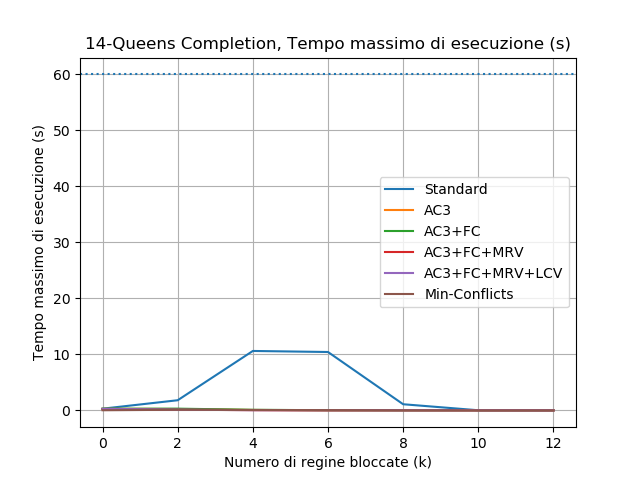 14-Queens Completion, Tempo massimo di esecuzione (s)
60
50
40
30
20
10
0
Tempo massimo di esecuzione (s)
Standard
AC3
AC3+FC
AC3+FC+MRV
AC3+FC+MRV+LCV
Min-Conflicts
0 2 4 6 8 10 12
Numero di regine bloccate (k)